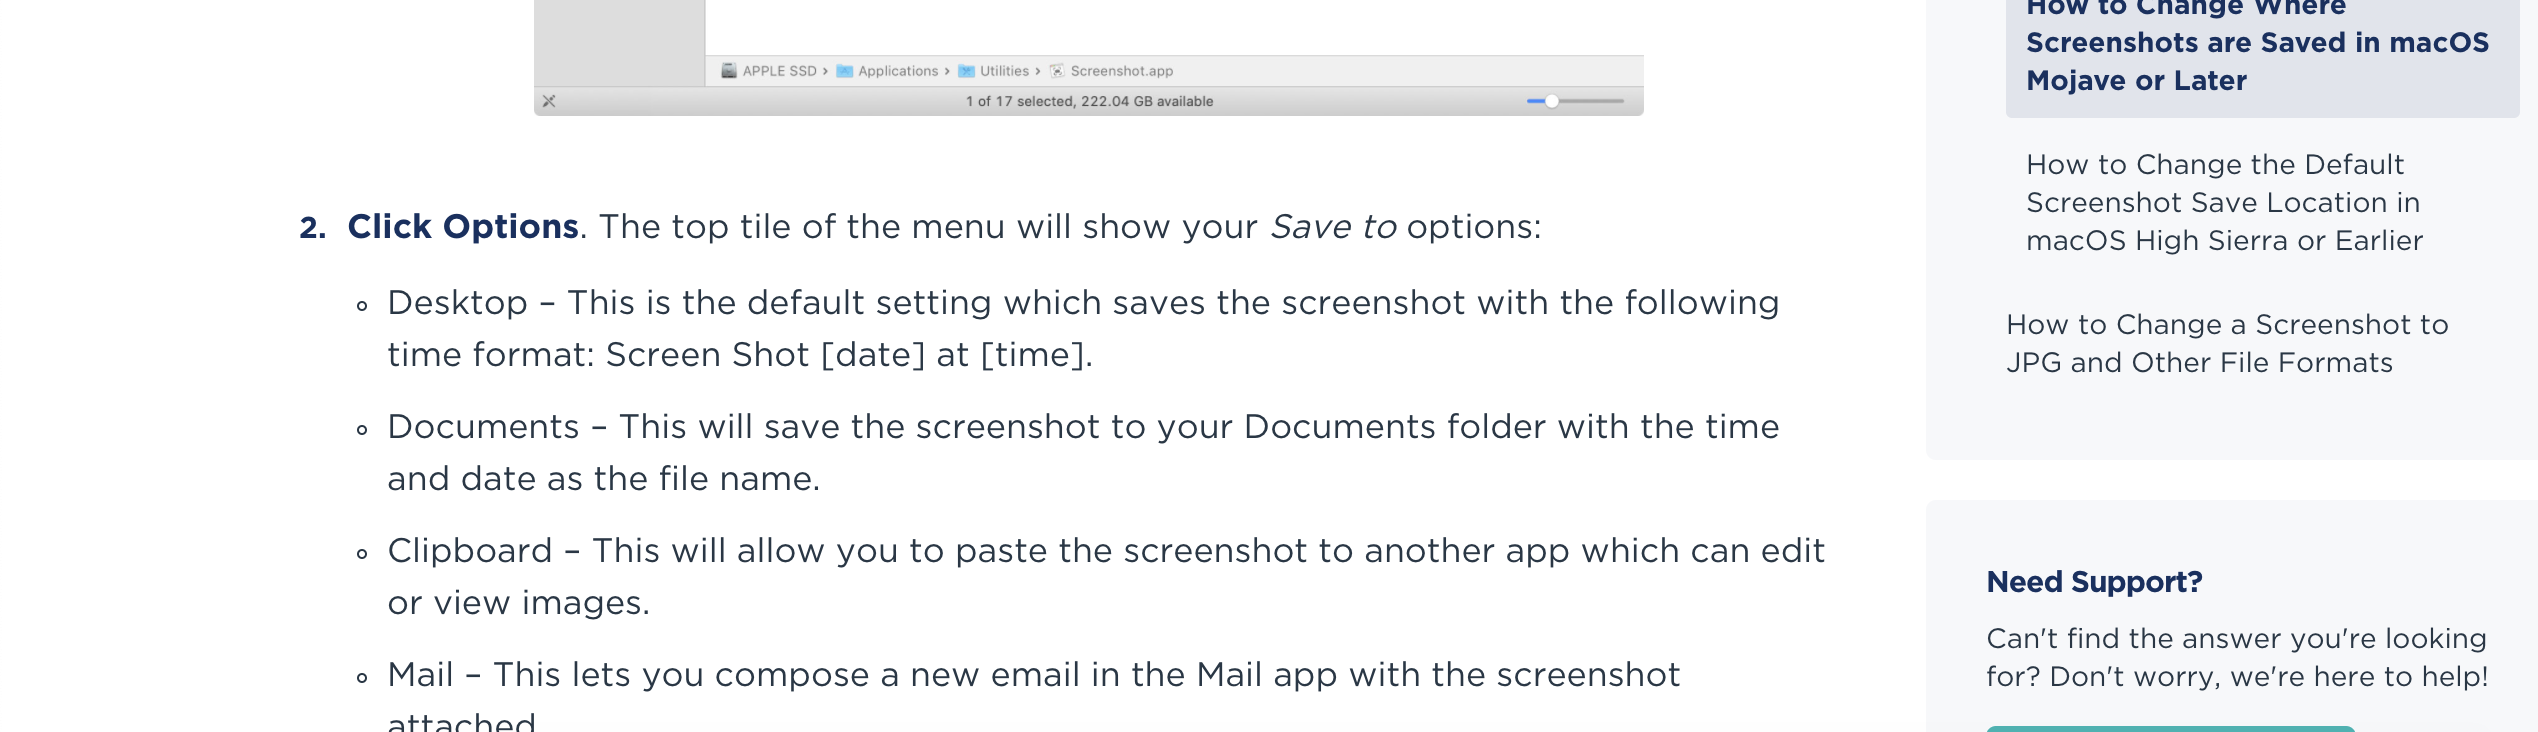 APPLE SSD › Applications › Utilities › Screenshot.app
1 of 17 selected, 222.04 GB available
2. Click Options. The top tile of the menu will show your Save to options:
Desktop – This is the default setting which saves the screenshot with the following
time format: Screen Shot [date] at [time].
Documents – This will save the screenshot to your Documents folder with the time
and date as the file name.
Clipboard – This will allow you to paste the screenshot to another app which can edit
or view images.
Mail – This lets you compose a new email in the Mail app with the screenshot
attached
How to Change Where
Screenshots are Saved in macOS
Mojave or Later
How to Change the Default
Screenshot Save Location in
macOS High Sierra or Earlier
How to Change a Screenshot to
JPG and Other File Formats
Need Support?
Can't find the answer you're looking
for? Don't worry, we're here to help!